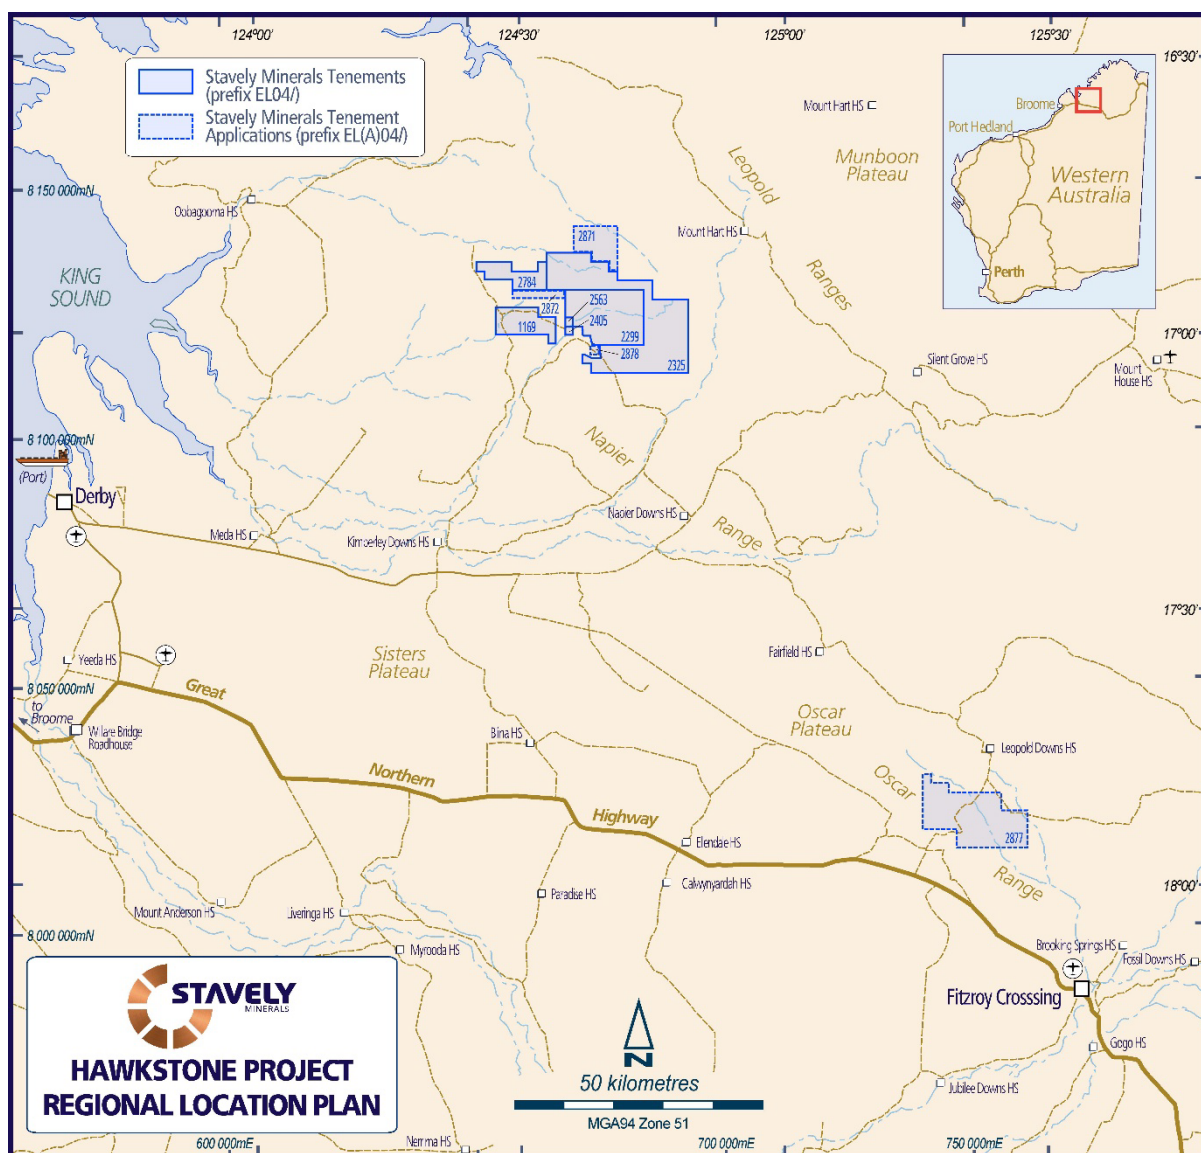 124°00'
124°30'
125°00'
125°30'
16°30'
Stavely Minerals Tenements
(prefix EL04/)
Stavely Minerals Tenement
Applications (prefix EL(A)04/)
Mount Hart HS
Munboon
Plateau
Leopold
Ranges
Broome
Port Hedland
Western
Australia
Perth
8 150 000mN
Oobagooma HS
Mount Hart HS
KING
SOUND
2871
2784
2563
2872
2405
1169
2299
2878
2325
17°00'
Silent Grove HS
Mount
House HS
8 100 000mN
(Port)
Derby
Napier
Range
Meda HS
Kimberley Downs HS
Napier Downs HS
17°30'
Yeeda HS
Sisters
Plateau
Fairfield HS
8 050 000mN
to
Broome
Great
Northern
Highway
Willare Bridge
Roadhouse
Blina HS
Oscar
Plateau
Leopold Downs HS
Oscar
Range
2877
Ellendae HS
18°00'
Mount Anderson HS
Liveringa HS
Paradise HS
Calwynyardah HS
8 000 000mN
Myrooda HS
Brooking Springs HS
Fossil Downs HS
Fitzroy Crosssing
Gogo HS
Jubilee Downs HS
STAVELY
MINERALS
HAWKSTONE PROJECT
REGIONAL LOCATION PLAN
N
50 kilometres
MGA94 Zone 51
Nerrima HS
600 000mE
700 000mE
750 000mE